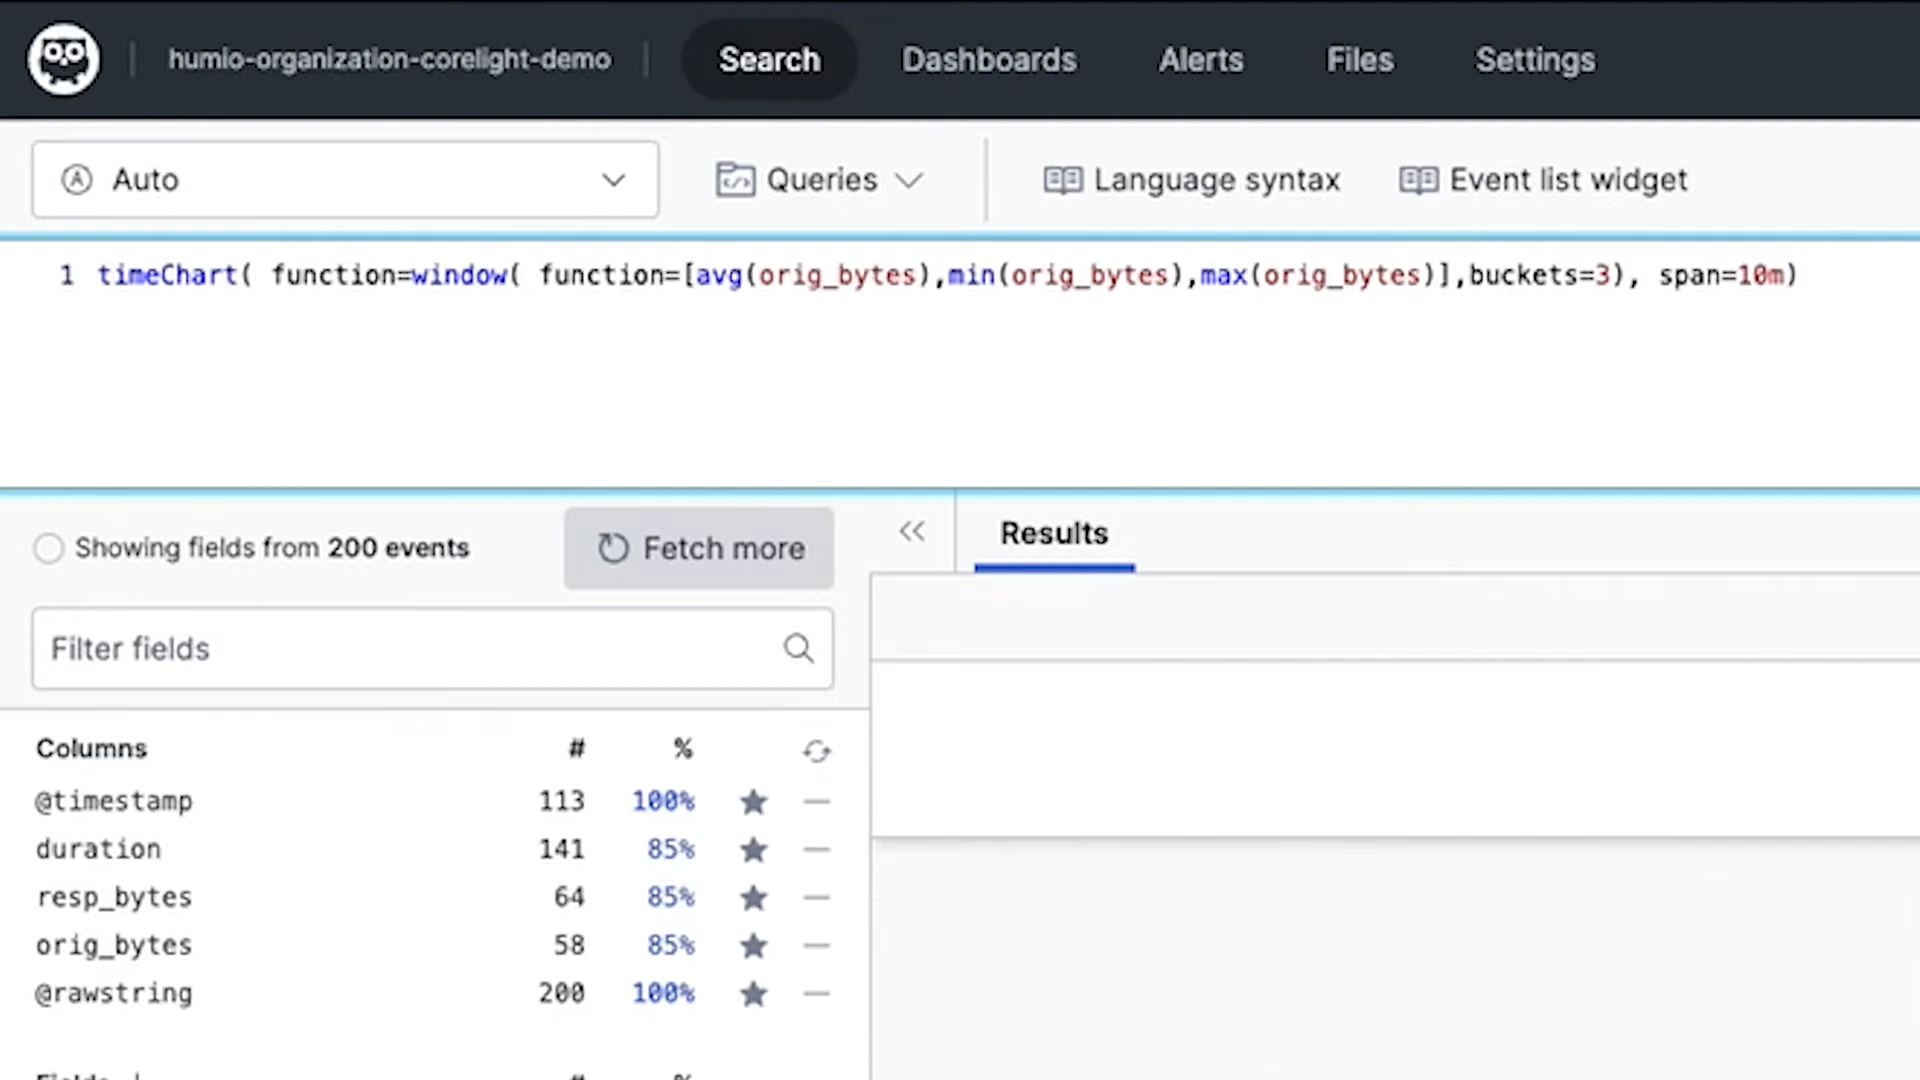 humio-organization-corelight-demo Search Dashboards Alerts Files Settings
Auto Queries Language syntax Event list widget
1 timeChart( function=window( function=[avg(orig_bytes),min(orig_bytes),max(orig_bytes)],buckets=3), span=10m)
Showing fields from 200 events Fetch more Results
Filter fields
Columns # %
@timestamp 113 100%
duration 141 85%
resp_bytes 64 85%
orig_bytes 58 85%
@rawstring 200 100%